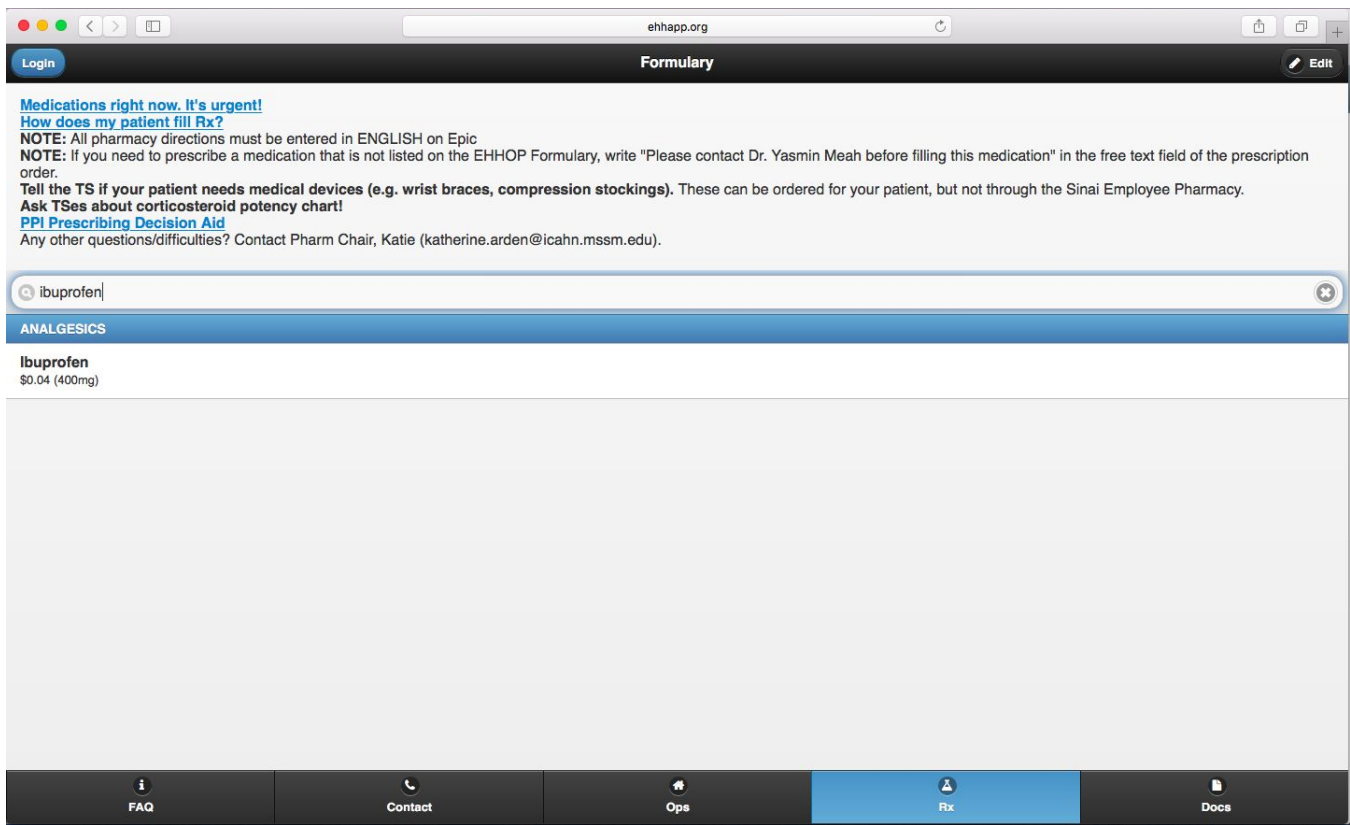 ehhapp.org
Login
Formulary
Edit
Medications right now. It's urgent!
How does my patient fill Rx?
NOTE: All pharmacy directions must be entered in ENGLISH on Epic
NOTE: If you need to prescribe a medication that is not listed on the EHHOP Formulary, write "Please contact Dr. Yasmin Meah before filling this medication" in the free text field of the prescription
order.
Tell the TS if your patient needs medical devices (e.g. wrist braces, compression stockings). These can be ordered for your patient, but not through the Sinai Employee Pharmacy.
Ask TSes about corticosteroid potency chart!
PPI Prescribing Decision Aid
Any other questions/difficulties? Contact Pharm Chair, Katie (katherine.arden@icahn.mssm.edu).
ibuprofen
ANALGESICS
Ibuprofen
$0.04 (400mg)
FAQ
Contact
Ops
Rx
Docs